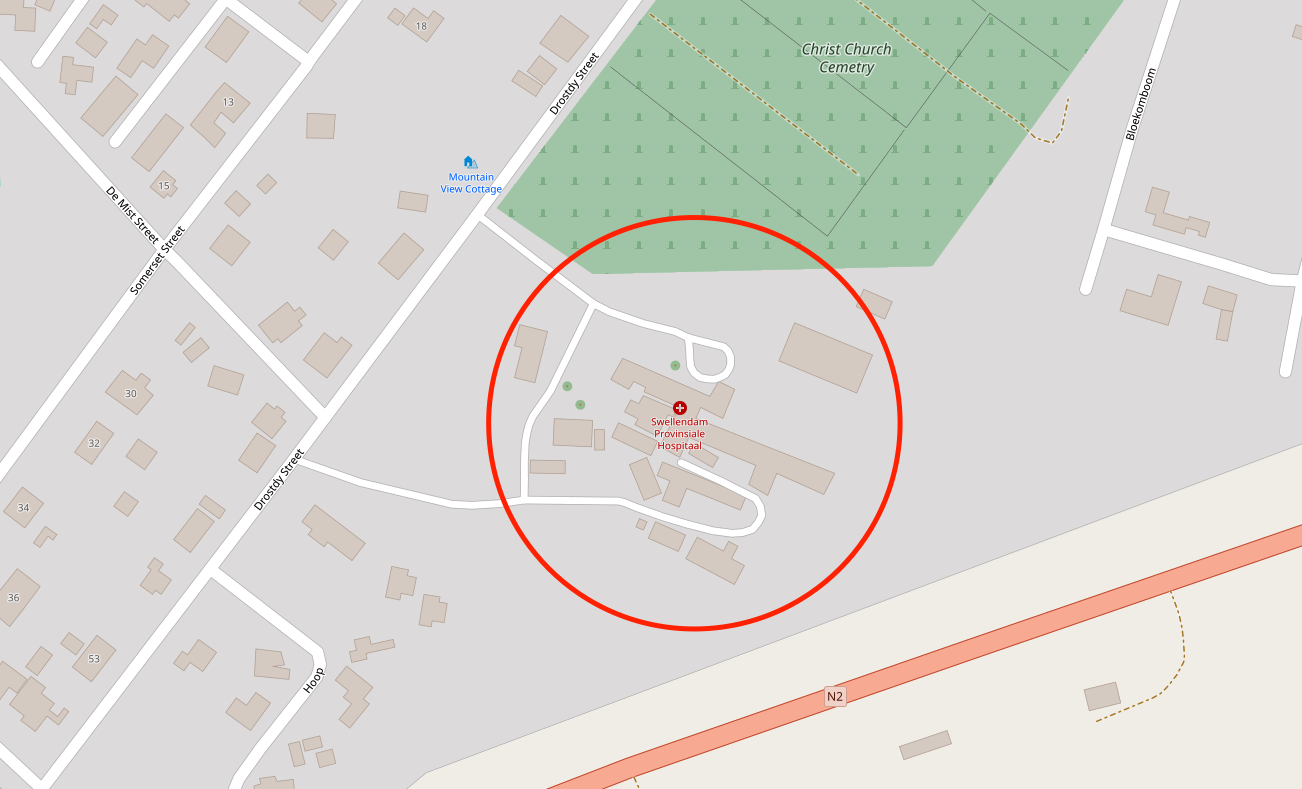 18
Christ Church
Cemetry
Drostdy Street
Bloekomboom
13
Mountain
View Cottage
15
De Mist Street
Somerset Street
30
32
Swellendam
Provinsiale
Hospitaal
Drostdy Street
34
36
53
Hoop
N2